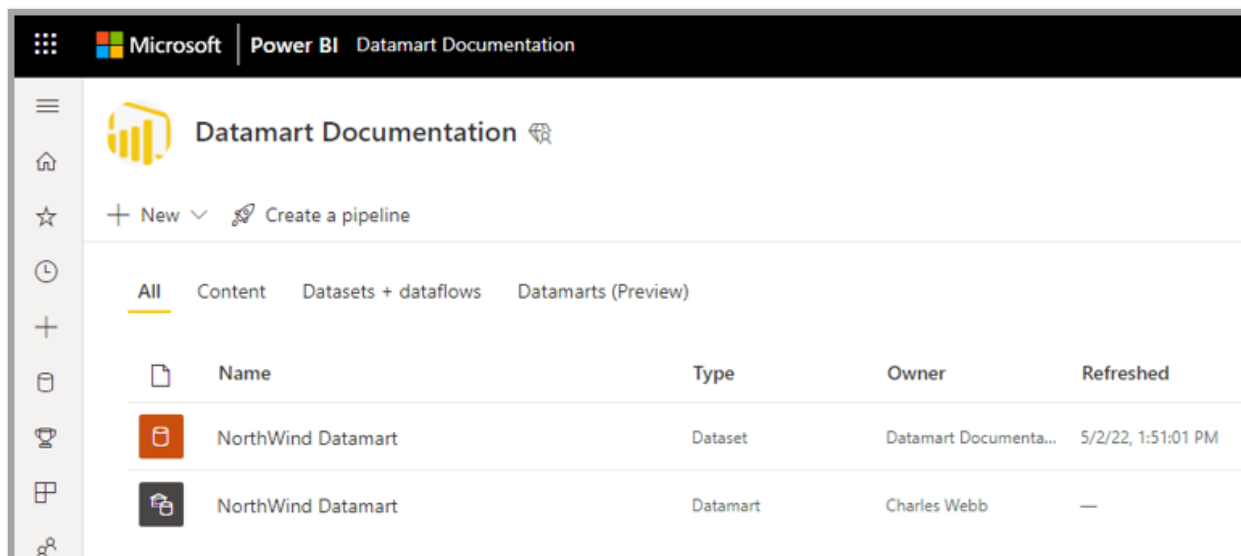 Microsoft Power BI Datamart Documentation
Datamart Documentation
New Create a pipeline
All Content Datasets + dataflows Datamarts (Preview)
Name Type Owner Refreshed
NorthWind Datamart Dataset Datamart Documenta... 5/2/22, 1:51:01 PM
NorthWind Datamart Datamart Charles Webb —